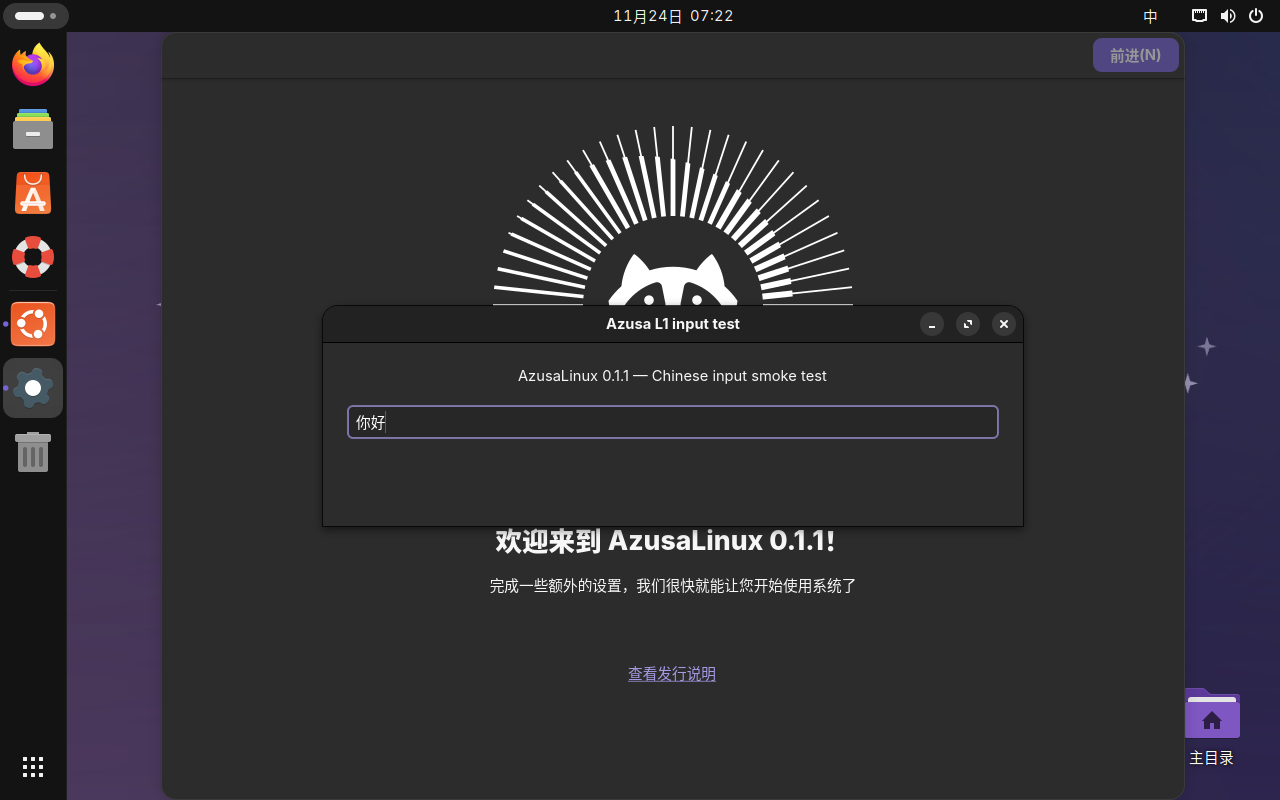 11月24日 07:22
中
前进(N)
Azusa L1 input test
AzusaLinux 0.1.1 — Chinese input smoke test
你好
欢迎来到 AzusaLinux 0.1.1!
完成一些额外的设置，我们很快就能让您开始使用系统了
查看发行说明
主目录